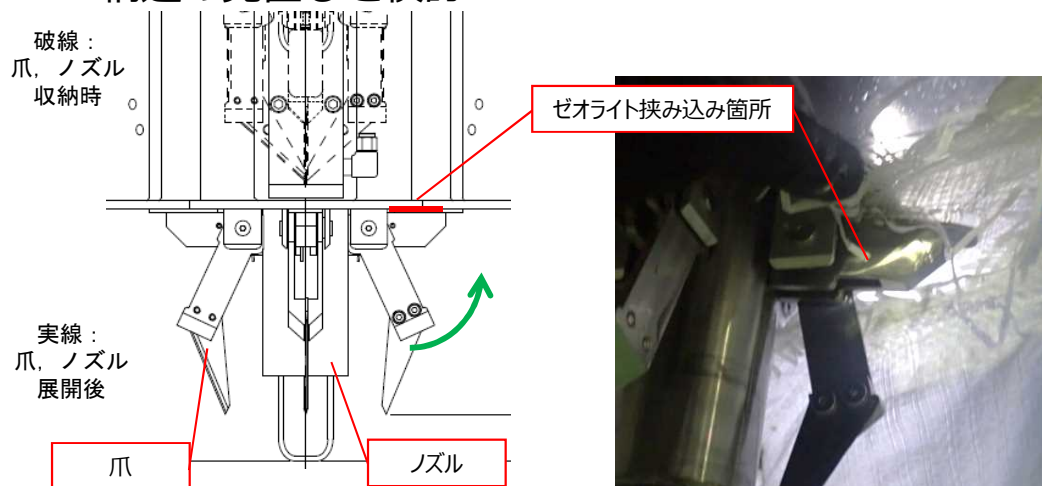 破線：
爪，ノズル
収納時
ゼオライト挟み込み箇所
実線：
爪，ノズル
展開後
爪
ノズル